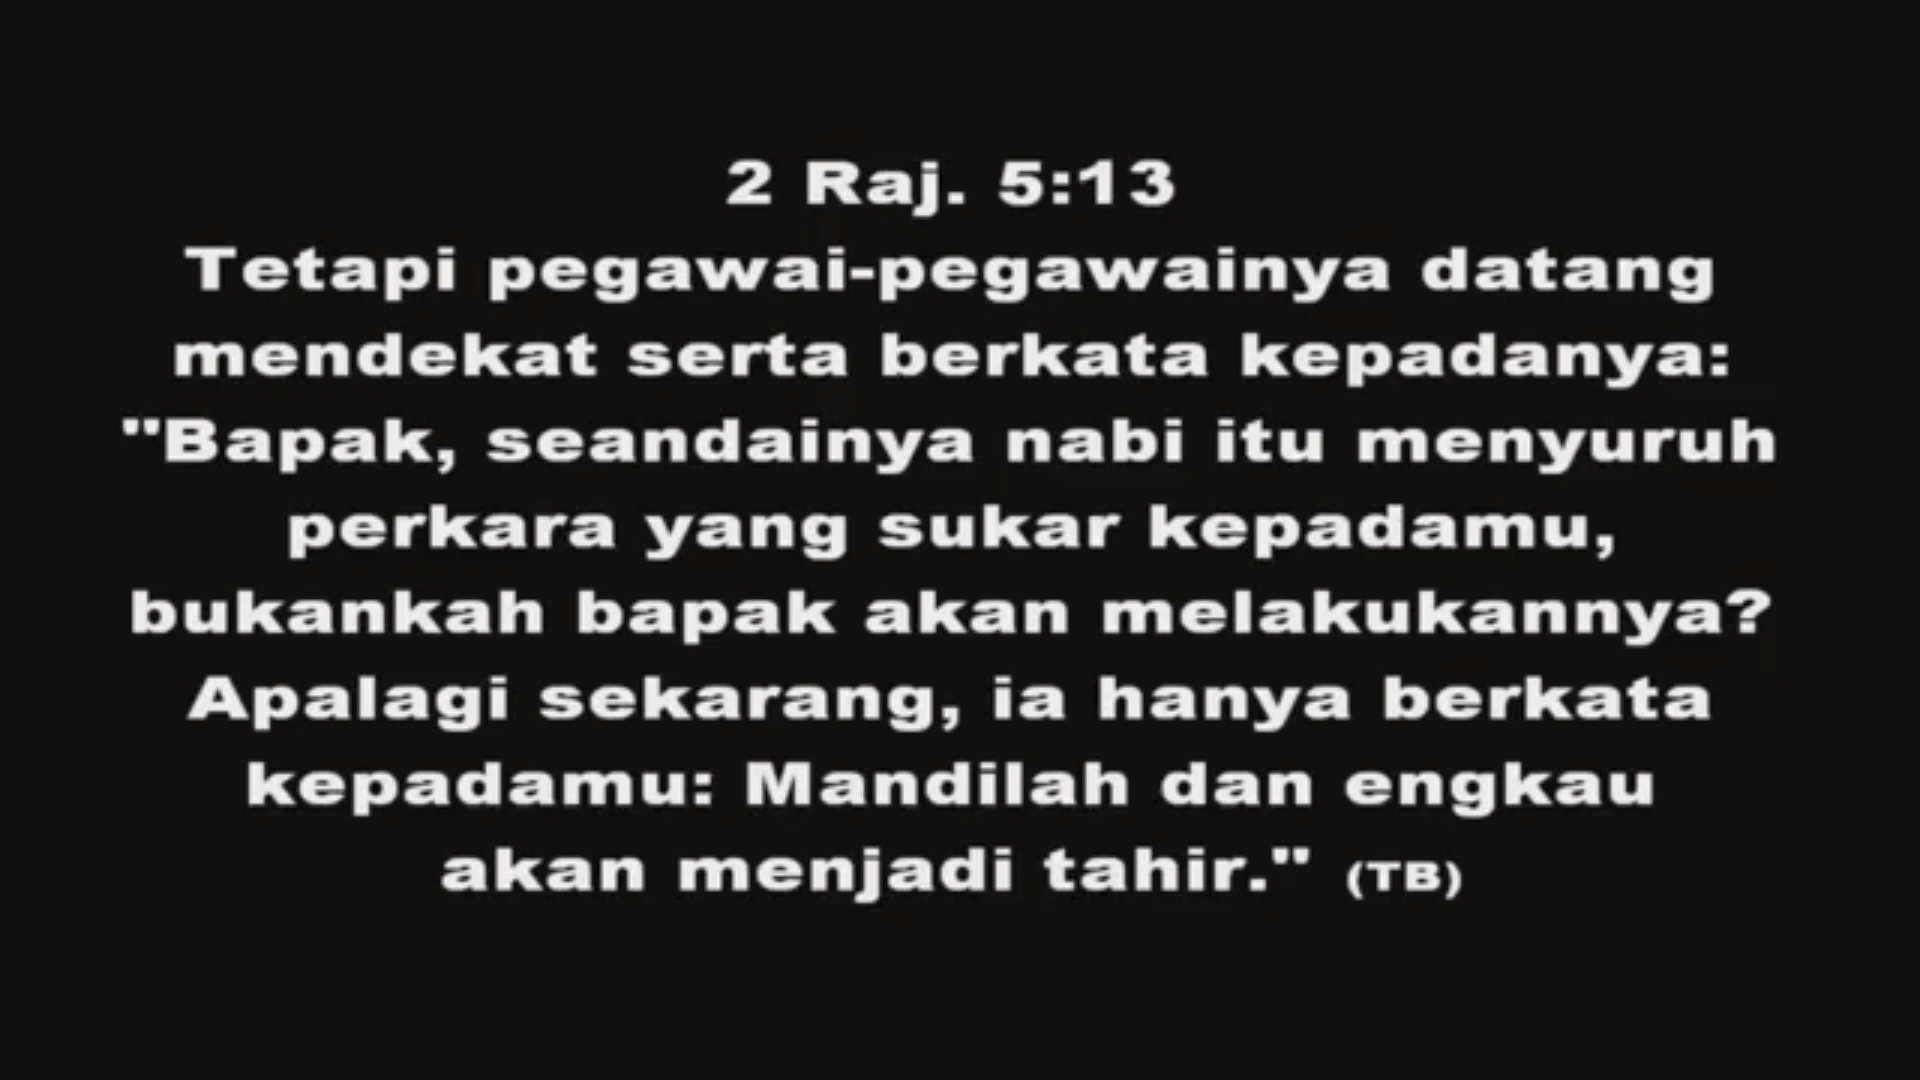 2 Raj. 5:13
Tetapi pegawai-pegawainya datang
mendekat serta berkata kepadanya:
"Bapak, seandainya nabi itu menyuruh
perkara yang sukar kepadamu,
bukankah bapak akan melakukannya?
Apalagi sekarang, ia hanya berkata
kepadamu: Mandilah dan engkau
akan menjadi tahir." (TB)